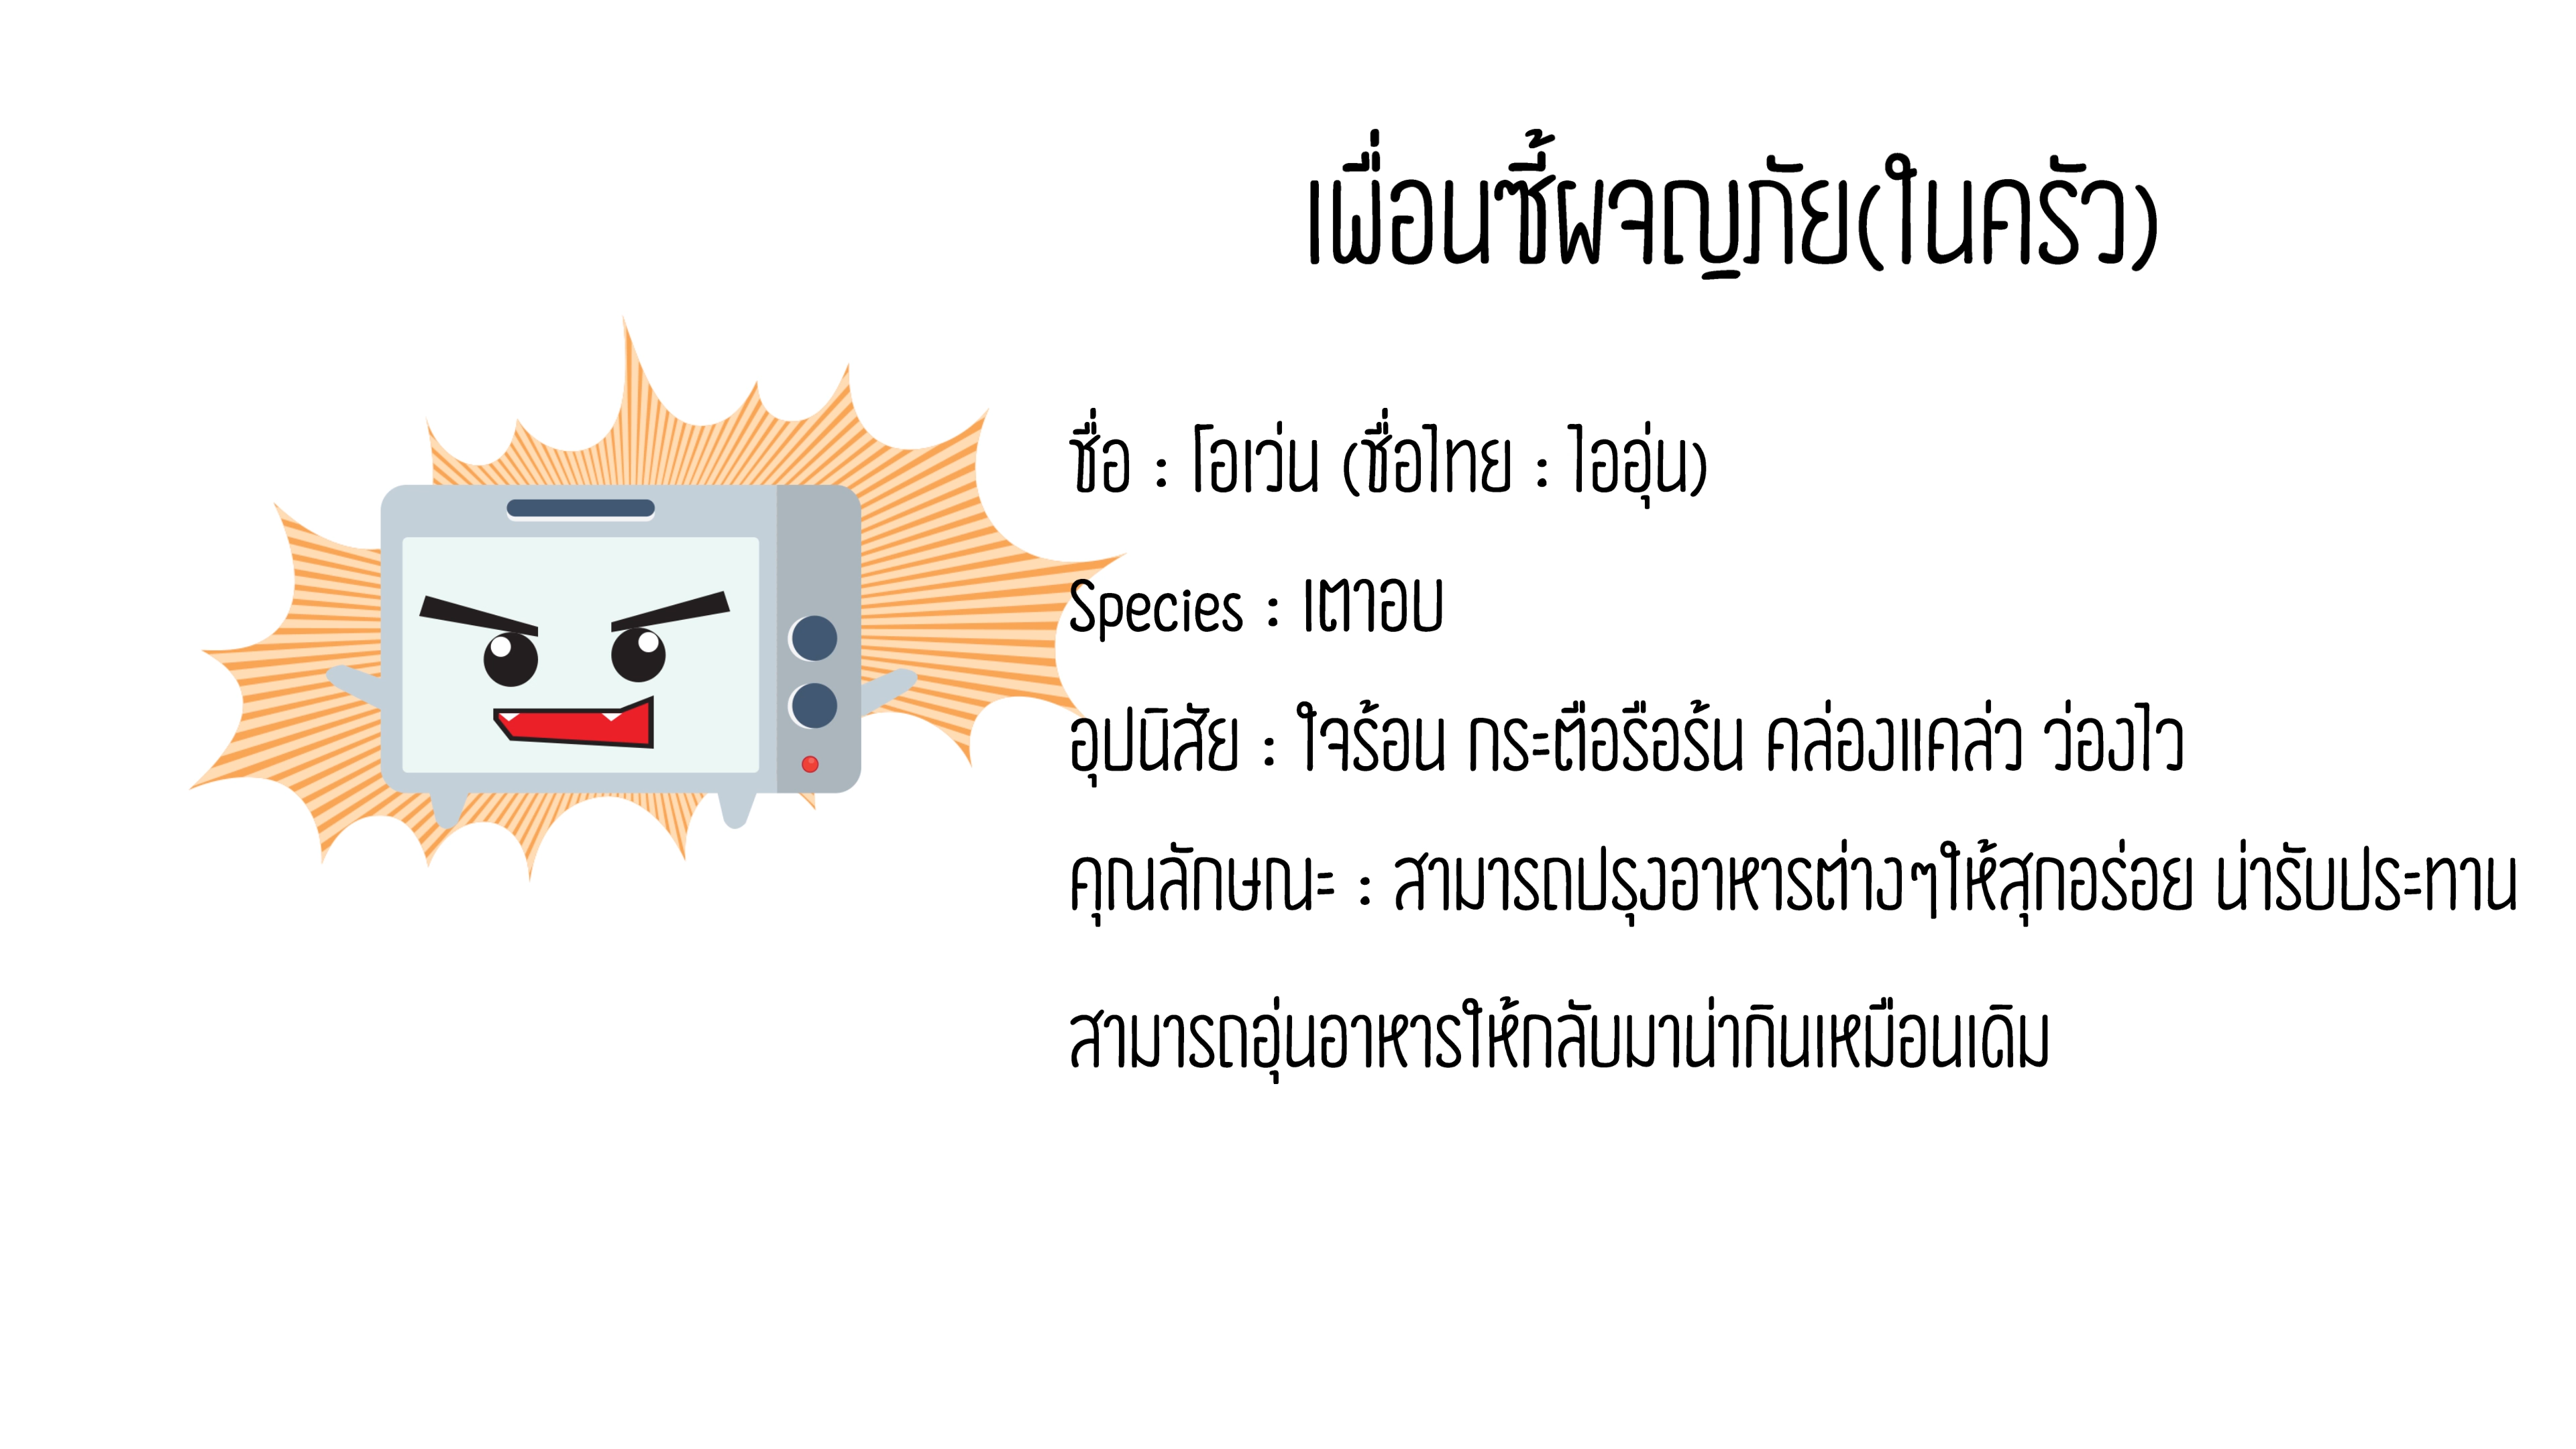 เพื่อนซี้ผจญภัย(ในครัว)
ชื่อ : โอเว่น (ชื่อไทย : ไออุ่น)
Species : เตาอบ
อุปนิสัย : ใจร้อน กระตือรือร้น คล่องแคล่ว ว่องไว
คุณลักษณะ : สามารถปรุงอาหารต่างๆให้สุกอร่อย น่ารับประทาน
สามารถอุ่นอาหารให้กลับมาน่ากินเหมือนเดิม